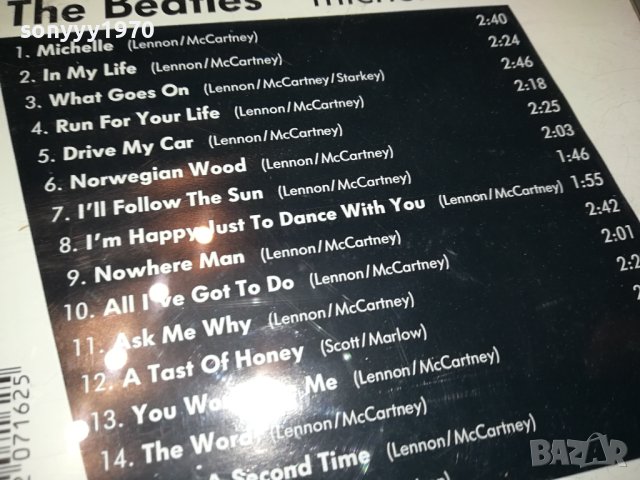 sonyyy1000
The Beatles
1. Michelle (Lennon/McCartney) 2:40
2. In My Life (Lennon/McCartney) 2:24
3. What Goes On (Lennon/McCartney/Starkey) 2:46
4. Run For Your Life (Lennon/McCartney) 2:18
5. Drive My Car (Lennon/McCartney) 2:25
6. Norwegian Wood (Lennon/McCartney) 2:03
7. I'll Follow The Sun (Lennon/McCartney) 1:46
8. I'm Happy Just To Dance With You (Lennon/McCartney) 1:55
9. Nowhere Man (Lennon/McCartney) 2:42
10. All I've Got To Do (Lennon/McCartney) 2:01
11. Ask Me Why (Lennon/McCartney)
12. A Tast Of Honey (Scott/Marlow)
13. You Me (Lennon/McCartney)
14. The Word (Lennon/McCartney)
A Second Time (Lennon/McCartney)
071625
BAZAR